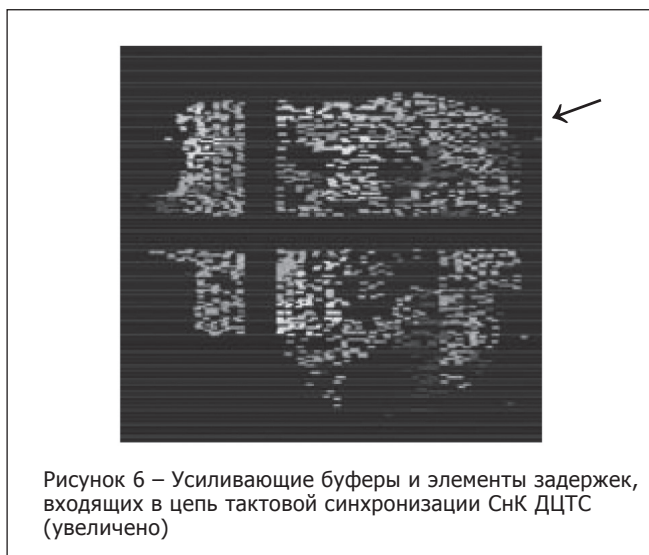 Рисунок 6 – Усиливающие буферы и элементы задержек,
входящих в цепь тактовой синхронизации СнК ДЦТС
(увеличено)